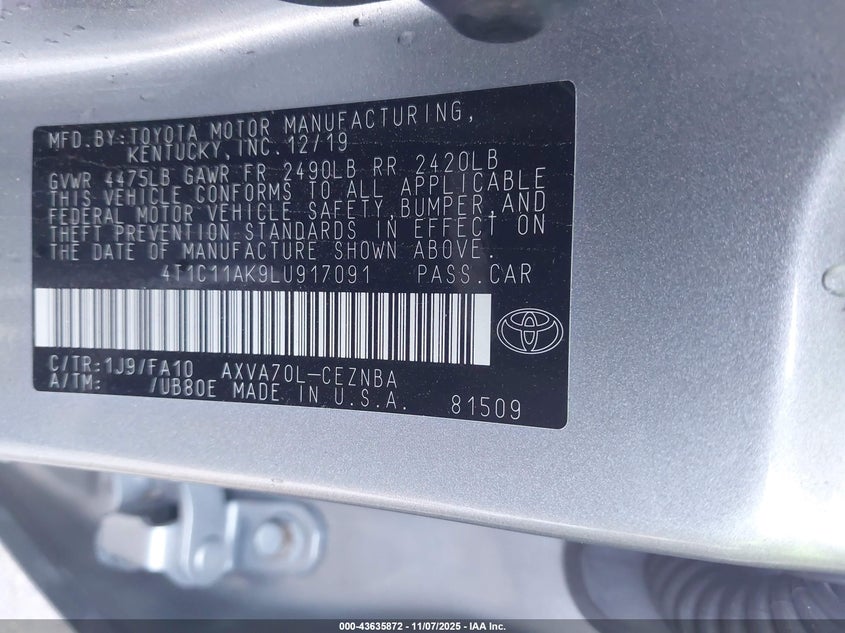 MFD.BY:TOYOTA MOTOR MANUFACTURING,
KENTUCKY,INC.12/19
GVWR 4475LB GAWR FR 2490LB RR 2420LB
THIS VEHICLE CONFORMS TO ALL APPLICABLE
FEDERAL MOTOR VEHICLE SAFETY,BUMPER,AND
THEFT PREVENTION STANDARDS IN EFFECT ON
THE DATE OF MANUFACTURE SHOWN ABOVE.
4T1C11AK9LU917091 PASS.CAR
C/TR:1J9/FA10 AXVA70L-CEZNBA
A/TM: /UB80E MADE IN U.S.A. 81509
000-43635872 — 11/07/2025 — IAA Inc.